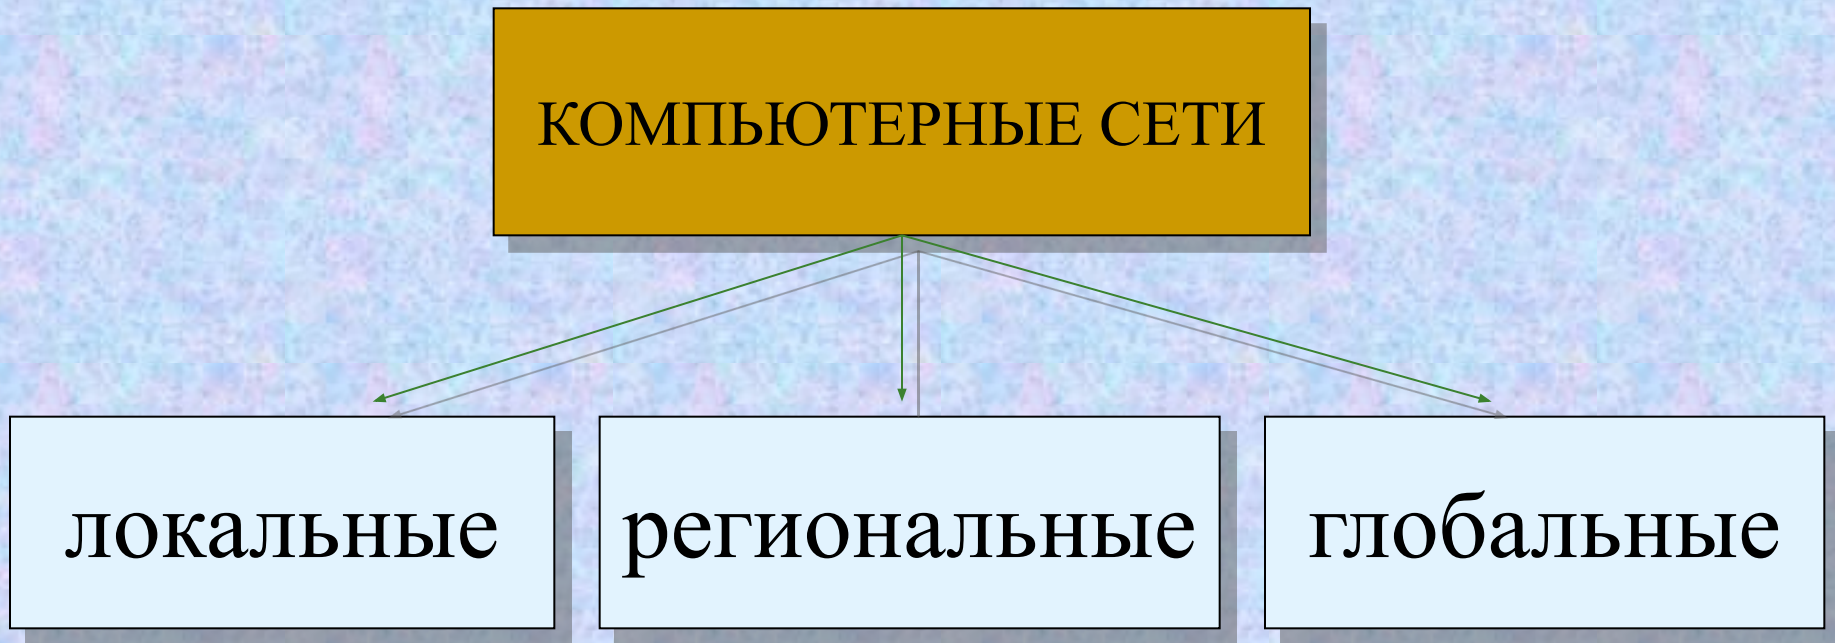 КОМПЬЮТЕРНЫЕ СЕТИ
локальные
региональные
глобальные